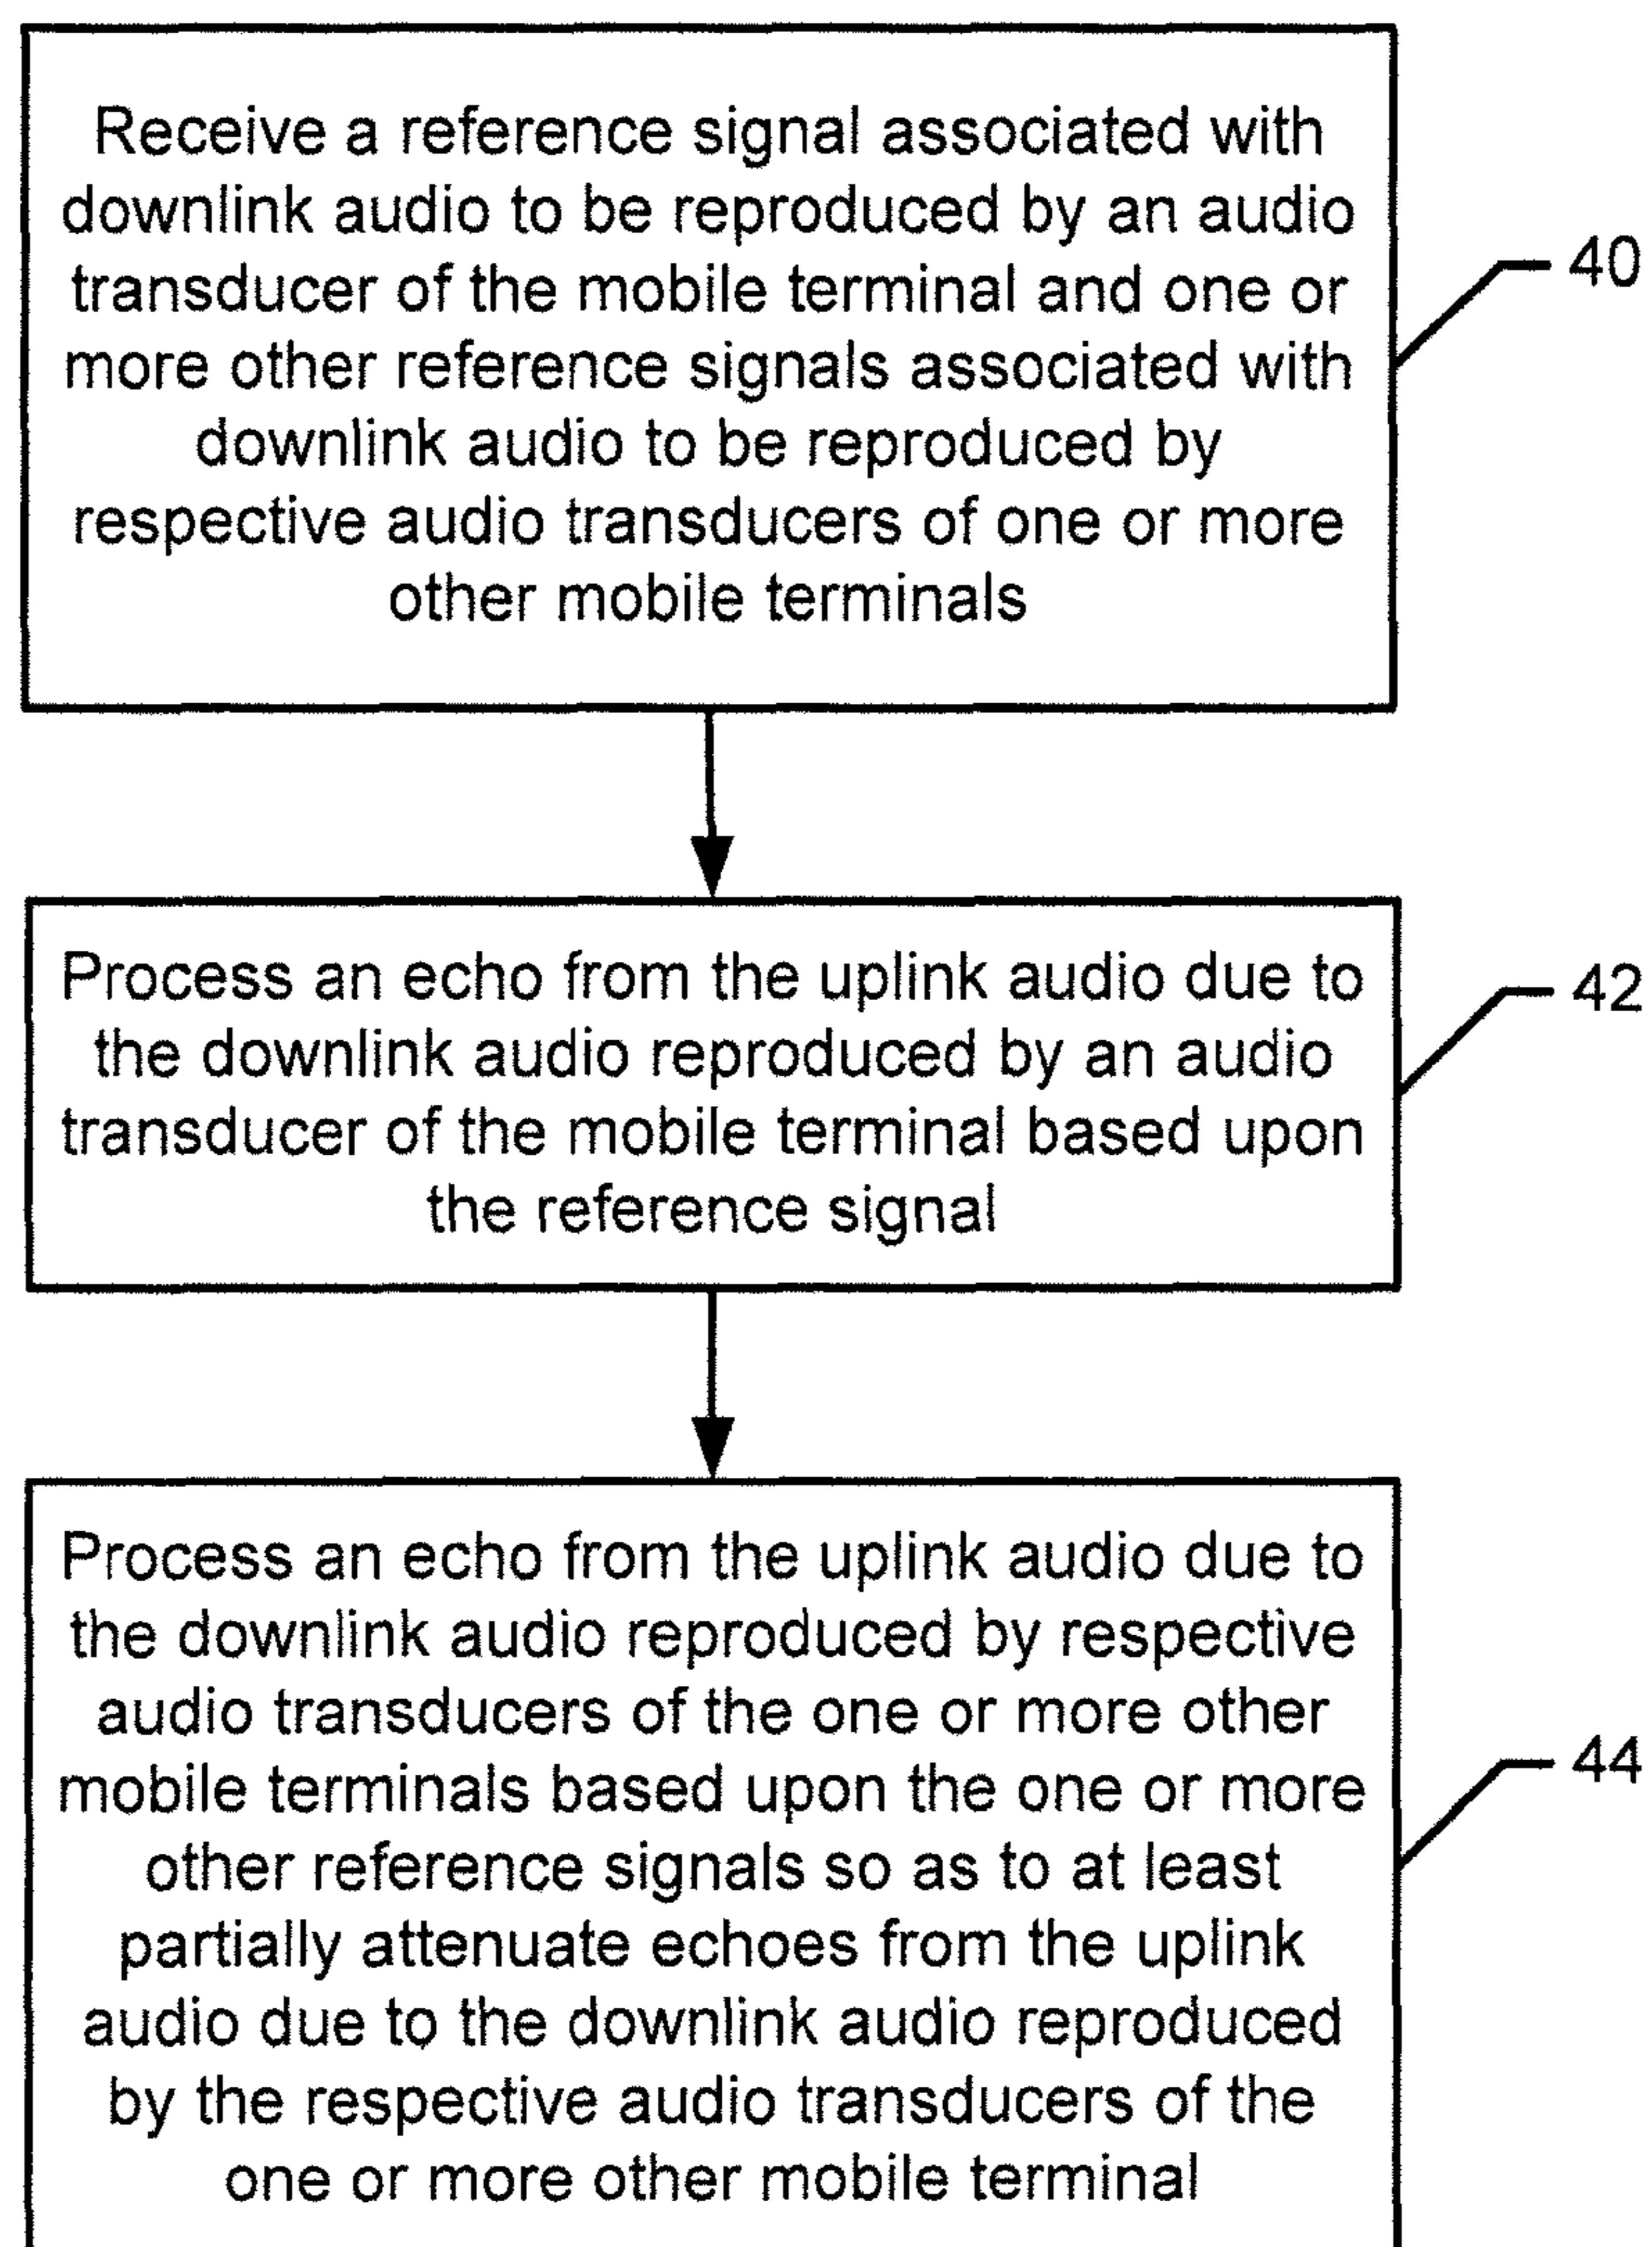 Receive a reference signal associated with
downlink audio to be reproduced by an audio
transducer of the mobile terminal and one or
more other reference signals associated with
downlink audio to be reproduced by
respective audio transducers of one or more
other mobile terminals
40
Process an echo from the uplink audio due to
the downlink audio reproduced by an audio
transducer of the mobile terminal based upon
the reference signal
42
Process an echo from the uplink audio due to
the downlink audio reproduced by respective
audio transducers of the one or more other
mobile terminals based upon the one or more
other reference signals so as to at least
partially attenuate echoes from the uplink
audio due to the downlink audio reproduced
by the respective audio transducers of the
one or more other mobile terminal
44